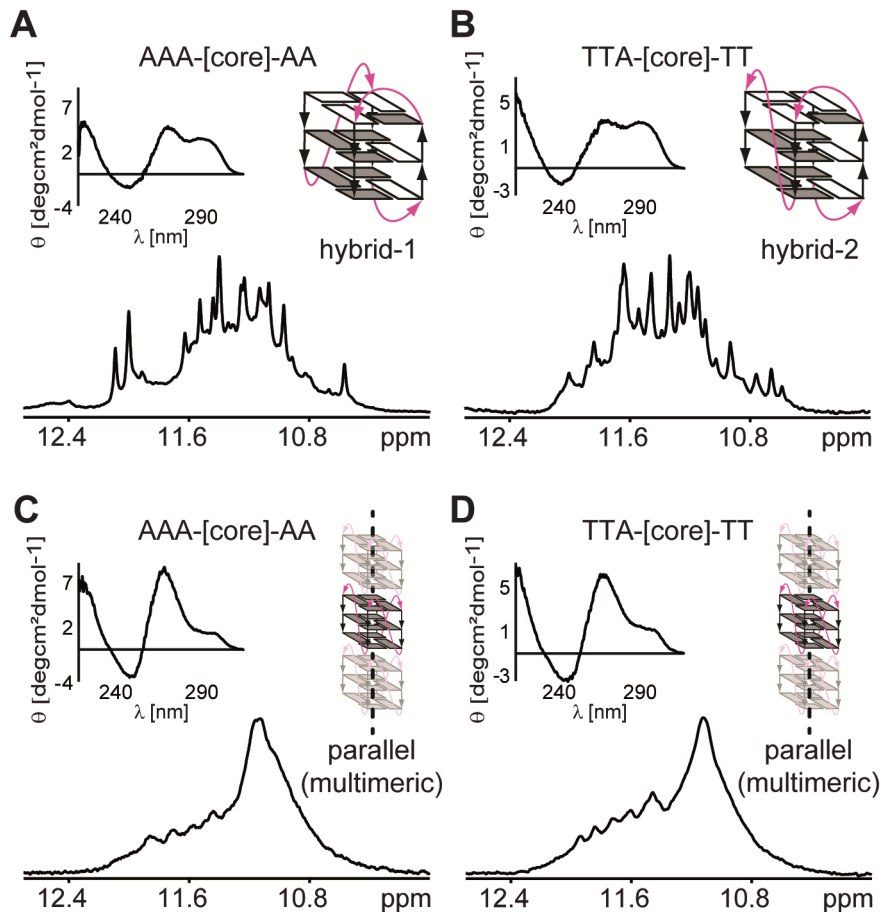 A
AAA-[core]-AA
θ [degcm²dmol-1]
7
2
-4
240
290
λ [nm]
hybrid-1
12.4
11.6
10.8
ppm
B
TTA-[core]-TT
θ [degcm²dmol-1]
5
1
-3
240
290
λ [nm]
hybrid-2
12.4
11.6
10.8
ppm
C
AAA-[core]-AA
θ [degcm²dmol-1]
7
2
-4
240
290
λ [nm]
parallel
(multimeric)
12.4
11.6
10.8
ppm
D
TTA-[core]-TT
θ [degcm²dmol-1]
5
1
-3
240
290
λ [nm]
parallel
(multimeric)
12.4
11.6
10.8
ppm